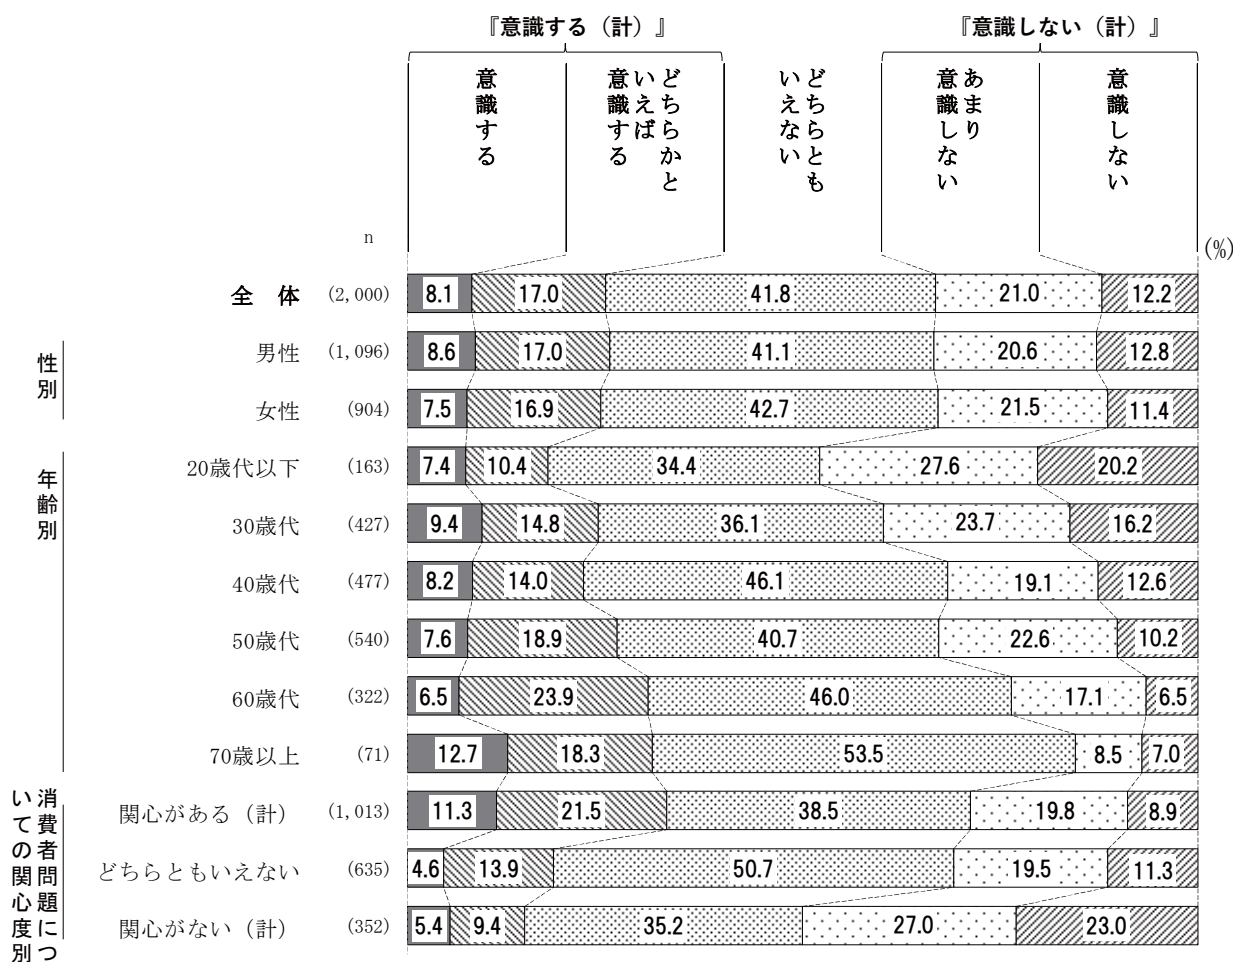 『意識する（計）』
『意識しない（計）』
意識する
どちらかと
いえば
意識する
どちらとも
いえない
あまり
意識しない
意識しない
n
(%)
全　体 (2,000) 8.1 17.0 41.8 21.0 12.2
性別
男性 (1,096) 8.6 17.0 41.1 20.6 12.8
女性 (904) 7.5 16.9 42.7 21.5 11.4
年齢別
20歳代以下 (163) 7.4 10.4 34.4 27.6 20.2
30歳代 (427) 9.4 14.8 36.1 23.7 16.2
40歳代 (477) 8.2 14.0 46.1 19.1 12.6
50歳代 (540) 7.6 18.9 40.7 22.6 10.2
60歳代 (322) 6.5 23.9 46.0 17.1 6.5
70歳以上 (71) 12.7 18.3 53.5 8.5 7.0
消費者問題につ
いての関心度別
関心がある（計） (1,013) 11.3 21.5 38.5 19.8 8.9
どちらともいえない (635) 4.6 13.9 50.7 19.5 11.3
関心がない（計） (352) 5.4 9.4 35.2 27.0 23.0